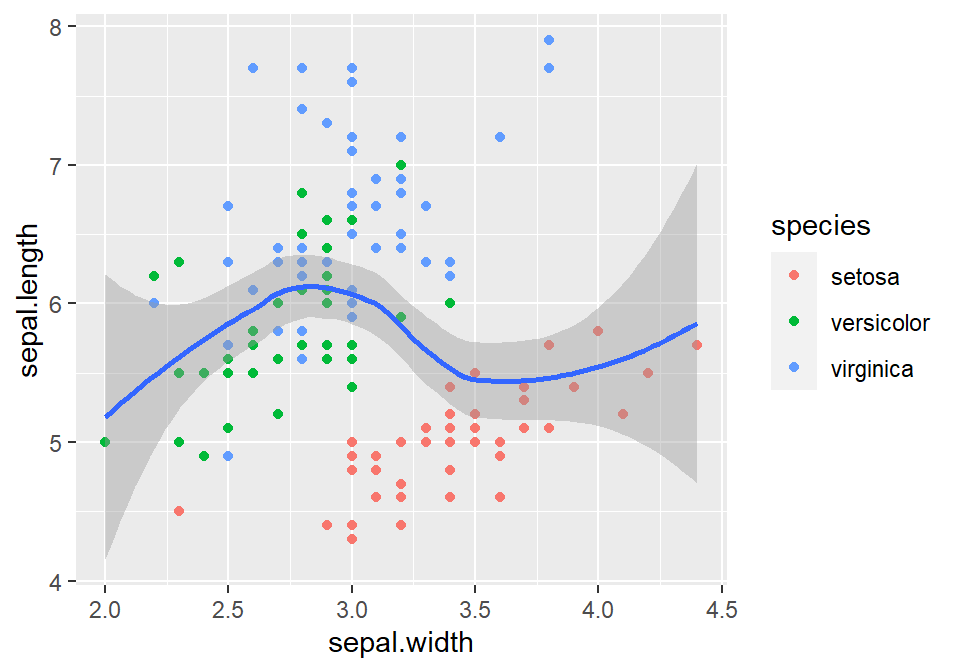 8
7
6
5
4
sepal.length
2.0 2.5 3.0 3.5 4.0 4.5
sepal.width
species
setosa
versicolor
virginica